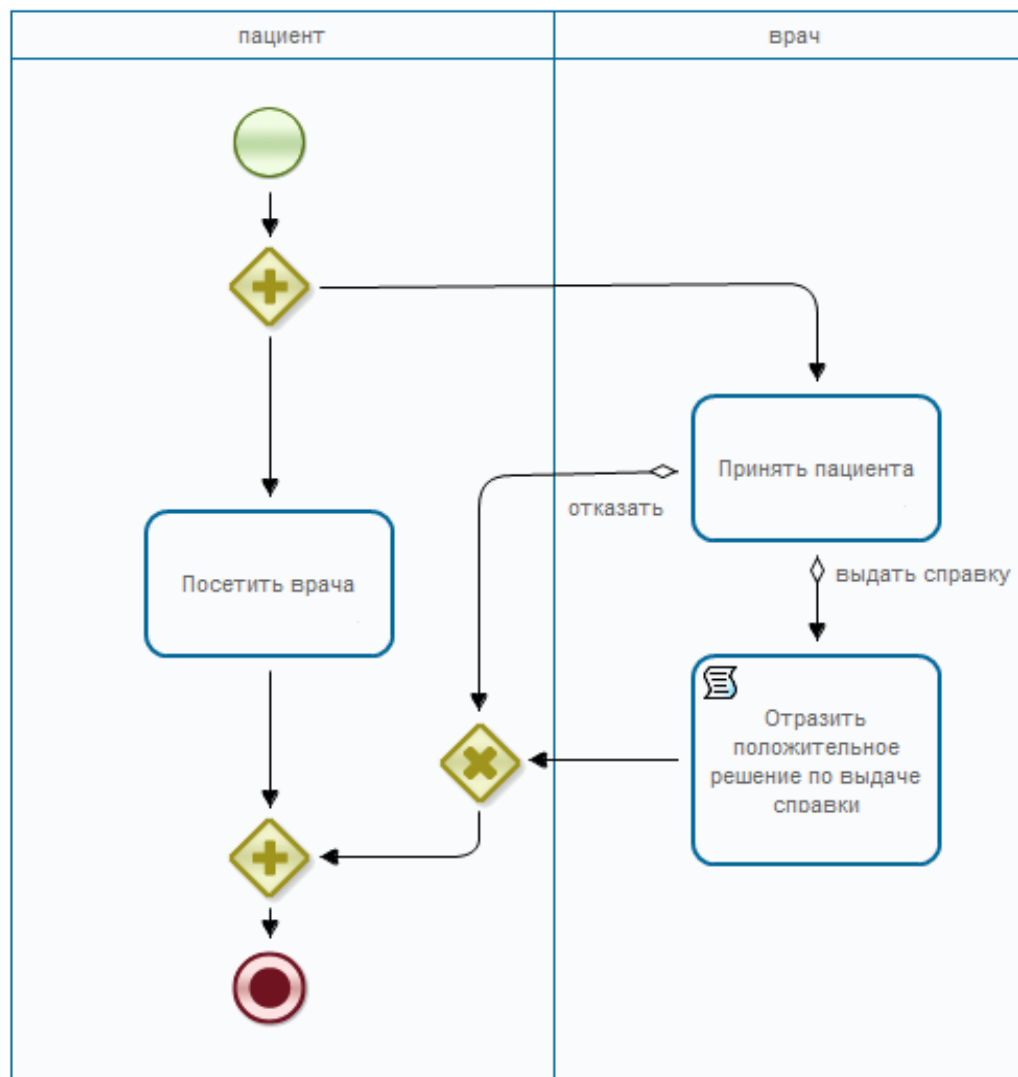 пациент
врач
Принять пациента
отказать
выдать справку
Посетить врача
Отразить
положительное
решение по выдаче
справки